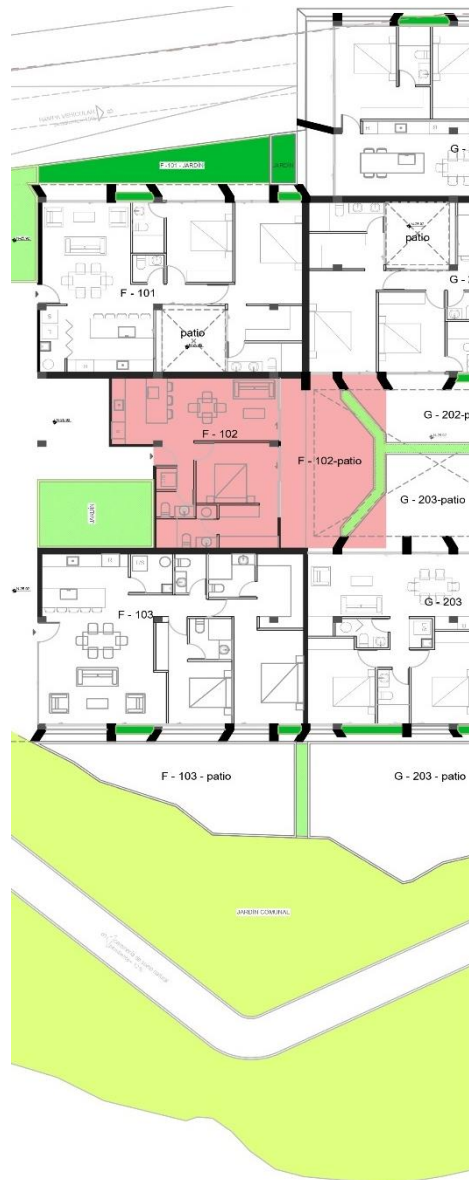 F-101 - JARDIN
JARDIN
G -
patio
F - 101
patio
F - 102
G - 202-p
F - 102-patio
G - 203-patio
JARDIN
F - 103
G - 203
F - 103 - patio
G - 203 - patio
JARDIN COMUNAL